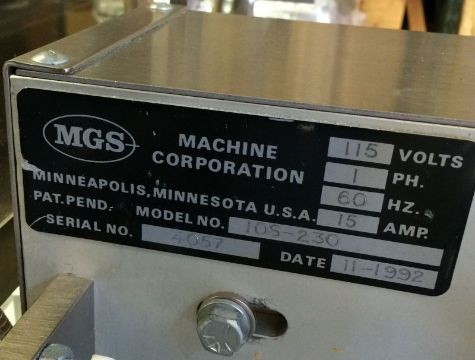 MGS MACHINE CORPORATION
115 VOLTS
1 PH.
60 HZ.
MINNEAPOLIS, MINNESOTA U.S.A. 15 AMP.
PAT. PEND. MODEL NO. 105-230
SERIAL NO. 4657
DATE 11-1992